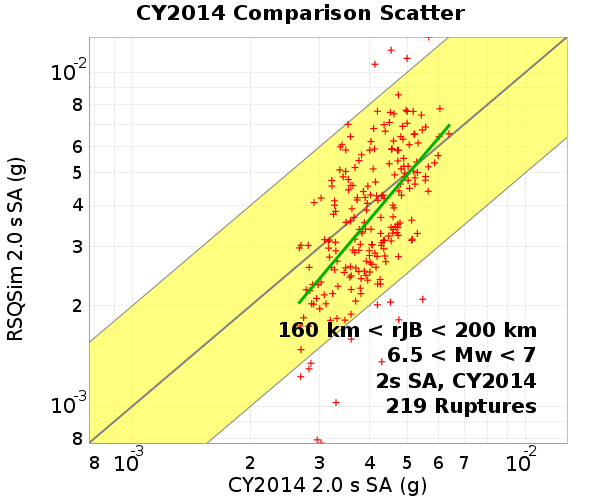 CY2014 Comparison Scatter
RSQSim 2.0 s SA (g)
10⁻²
8
6
5
4
3
2
10⁻³
8
160 km < rJB < 200 km
6.5 < Mw < 7
2s SA, CY2014
219 Ruptures
8 10⁻³ 2 3 4 5 6 7 10⁻²
CY2014 2.0 s SA (g)